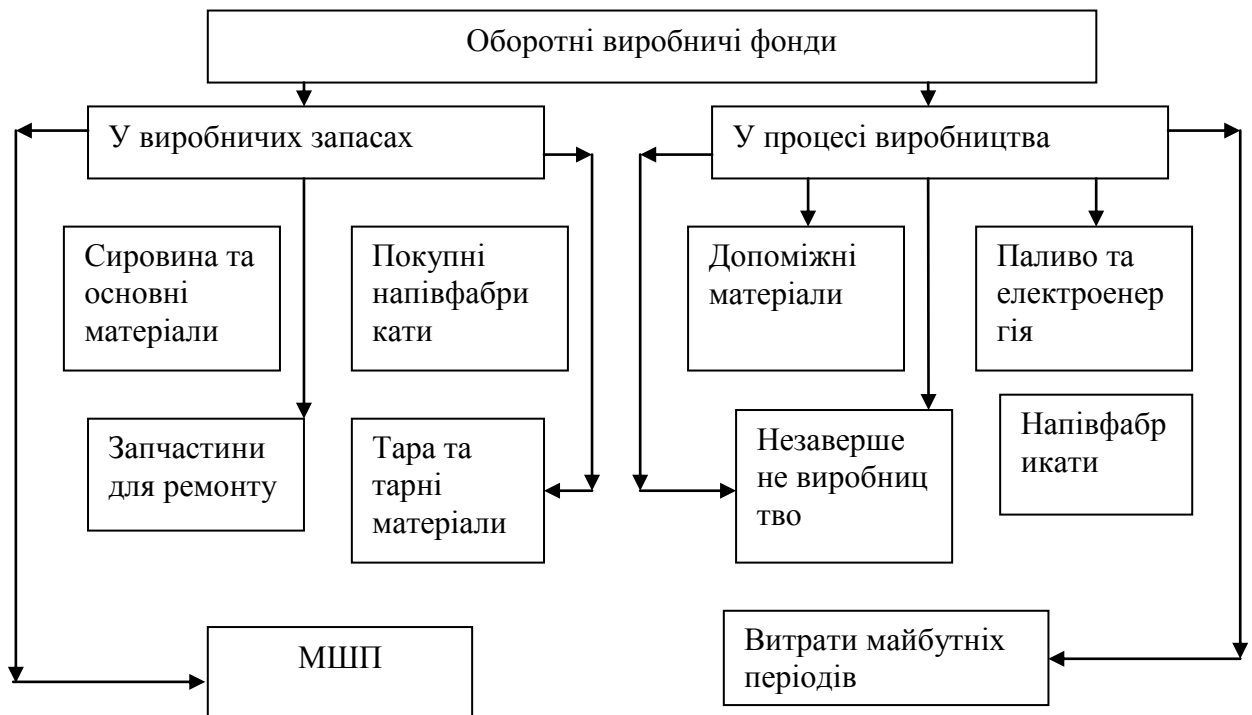 Оборотні виробничі фонди
У виробничих запасах
У процесі виробництва
Сировина та
основні
матеріали
Покупні
напівфабри
кати
Допоміжні
матеріали
Паливо та
електроенер
гія
Запчастини
для ремонту
Тара та
тарні
матеріали
Незаверше
не виробниц
тво
Напівфабр
икати
МШП
Витрати майбутніх
періодів